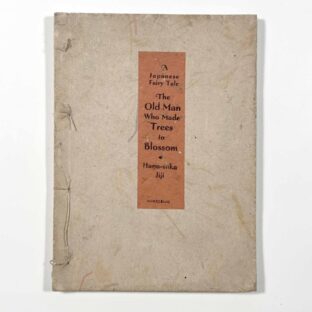 A
Japanese
Fairy Tale
The
Old Man
Who Made
Trees
to
Blossom
Hana-saka
Jiji